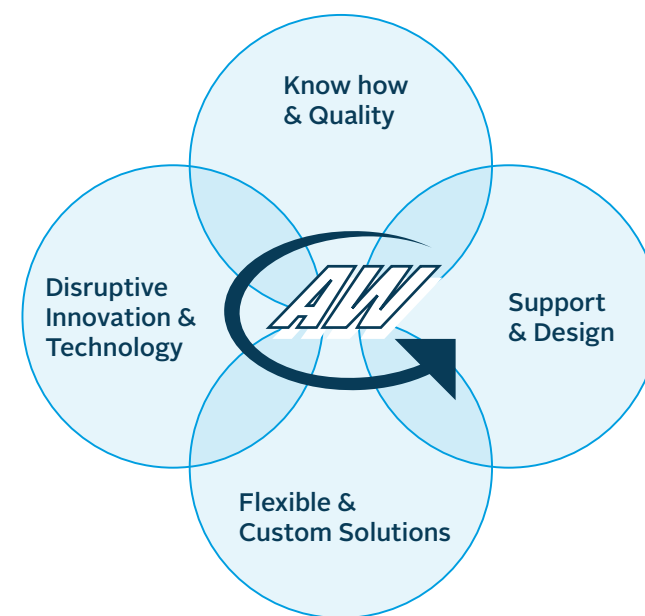 Know how
& Quality
Disruptive
Innovation &
Technology
AW
Support
& Design
Flexible &
Custom Solutions